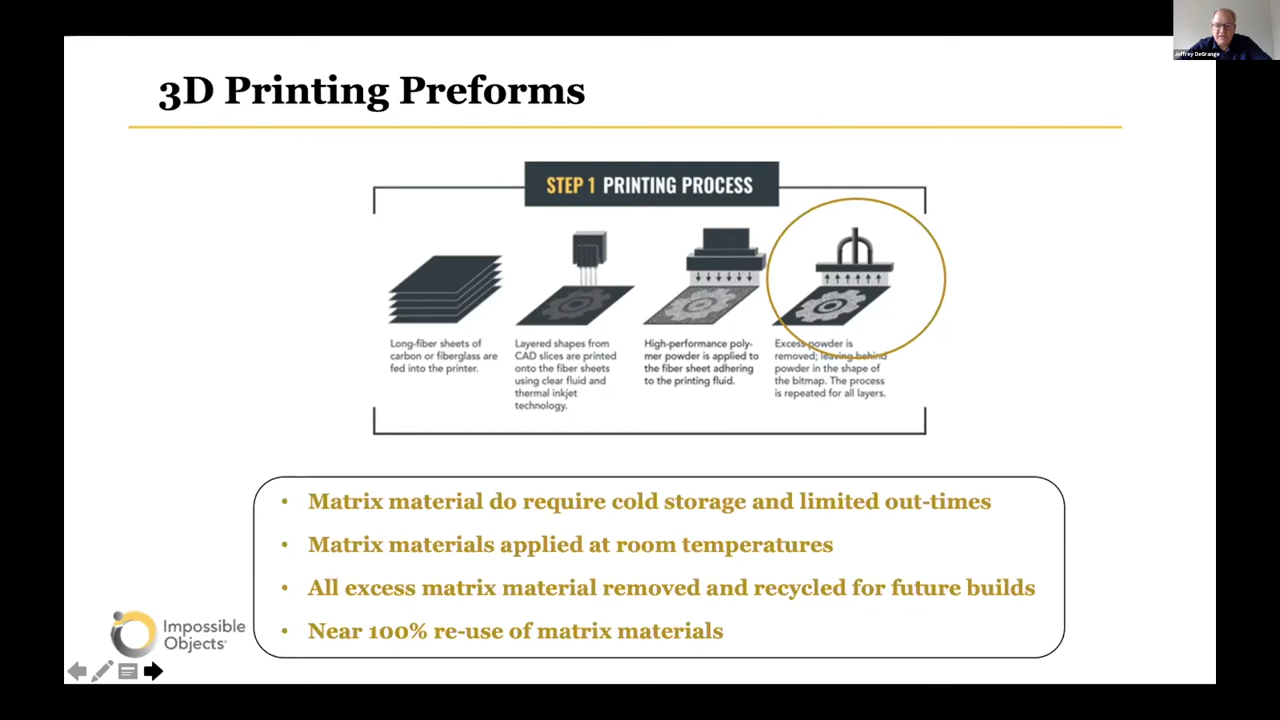 Jeffrey DeGrange
3D Printing Preforms
STEP 1 PRINTING PROCESS
Long-fiber sheets of
carbon or fiberglass are
fed into the printer.
Layered shapes from
CAD slices are printed
onto the fiber sheets
using clear fluid and
thermal inkjet
technology.
High-performance poly-
mer powder is applied to
the fiber sheet adhering
to the printing fluid.
Excess powder is
removed; leaving behind
powder in the shape of
the bitmap. The process
is repeated for all layers.
• Matrix material do require cold storage and limited out-times
• Matrix materials applied at room temperatures
• All excess matrix material removed and recycled for future builds
• Near 100% re-use of matrix materials
Impossible
Objects